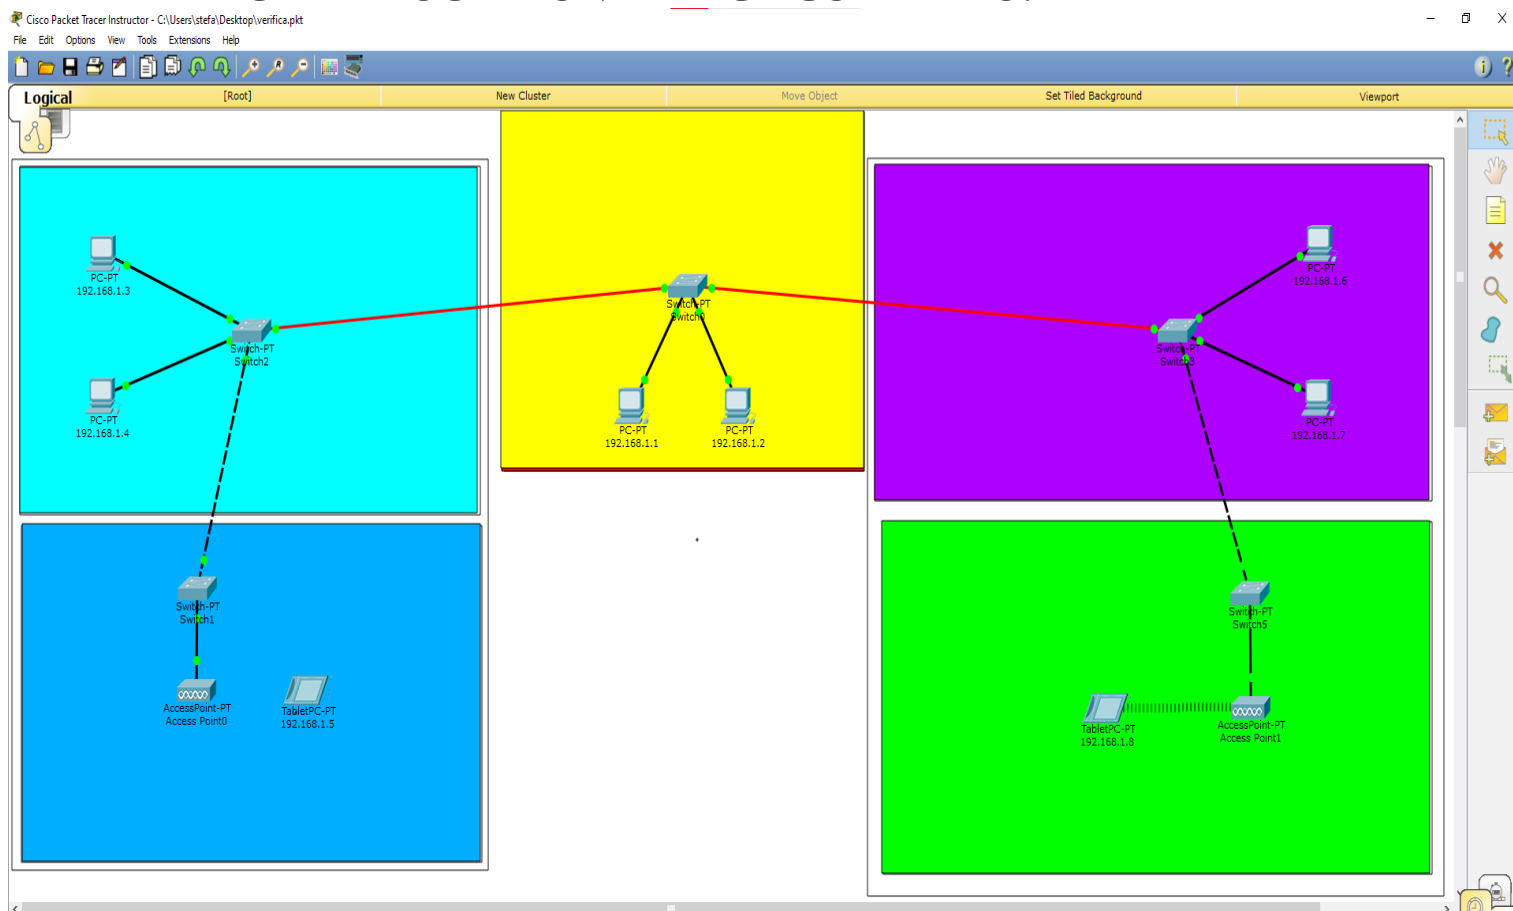 Cisco Packet Tracer Instructor - C:\Users\stefa\Desktop\verifica.pkt
File Edit Options View Tools Extensions Help
Logical [Root] New Cluster Move Object Set Tiled Background Viewport
PC-PT
192.168.1.3
PC-PT
192.168.1.4
Switch-PT
Switch2
Switch-PT
Switch1
AccessPoint-PT
Access Point0
TabletPC-PT
192.168.1.5
Switch-PT
PC-PT
192.168.1.1
PC-PT
192.168.1.2
PC-PT
192.168.1.6
Switch-PT
Switch3
PC-PT
192.168.1.7
Switch-PT
Switch5
TabletPC-PT
192.168.1.8
AccessPoint-PT
Access Point1